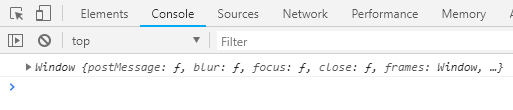 Elements Console Sources Network Performance Memory
top Filter
Window {postMessage: ƒ, blur: ƒ, focus: ƒ, close: ƒ, frames: Window, …}